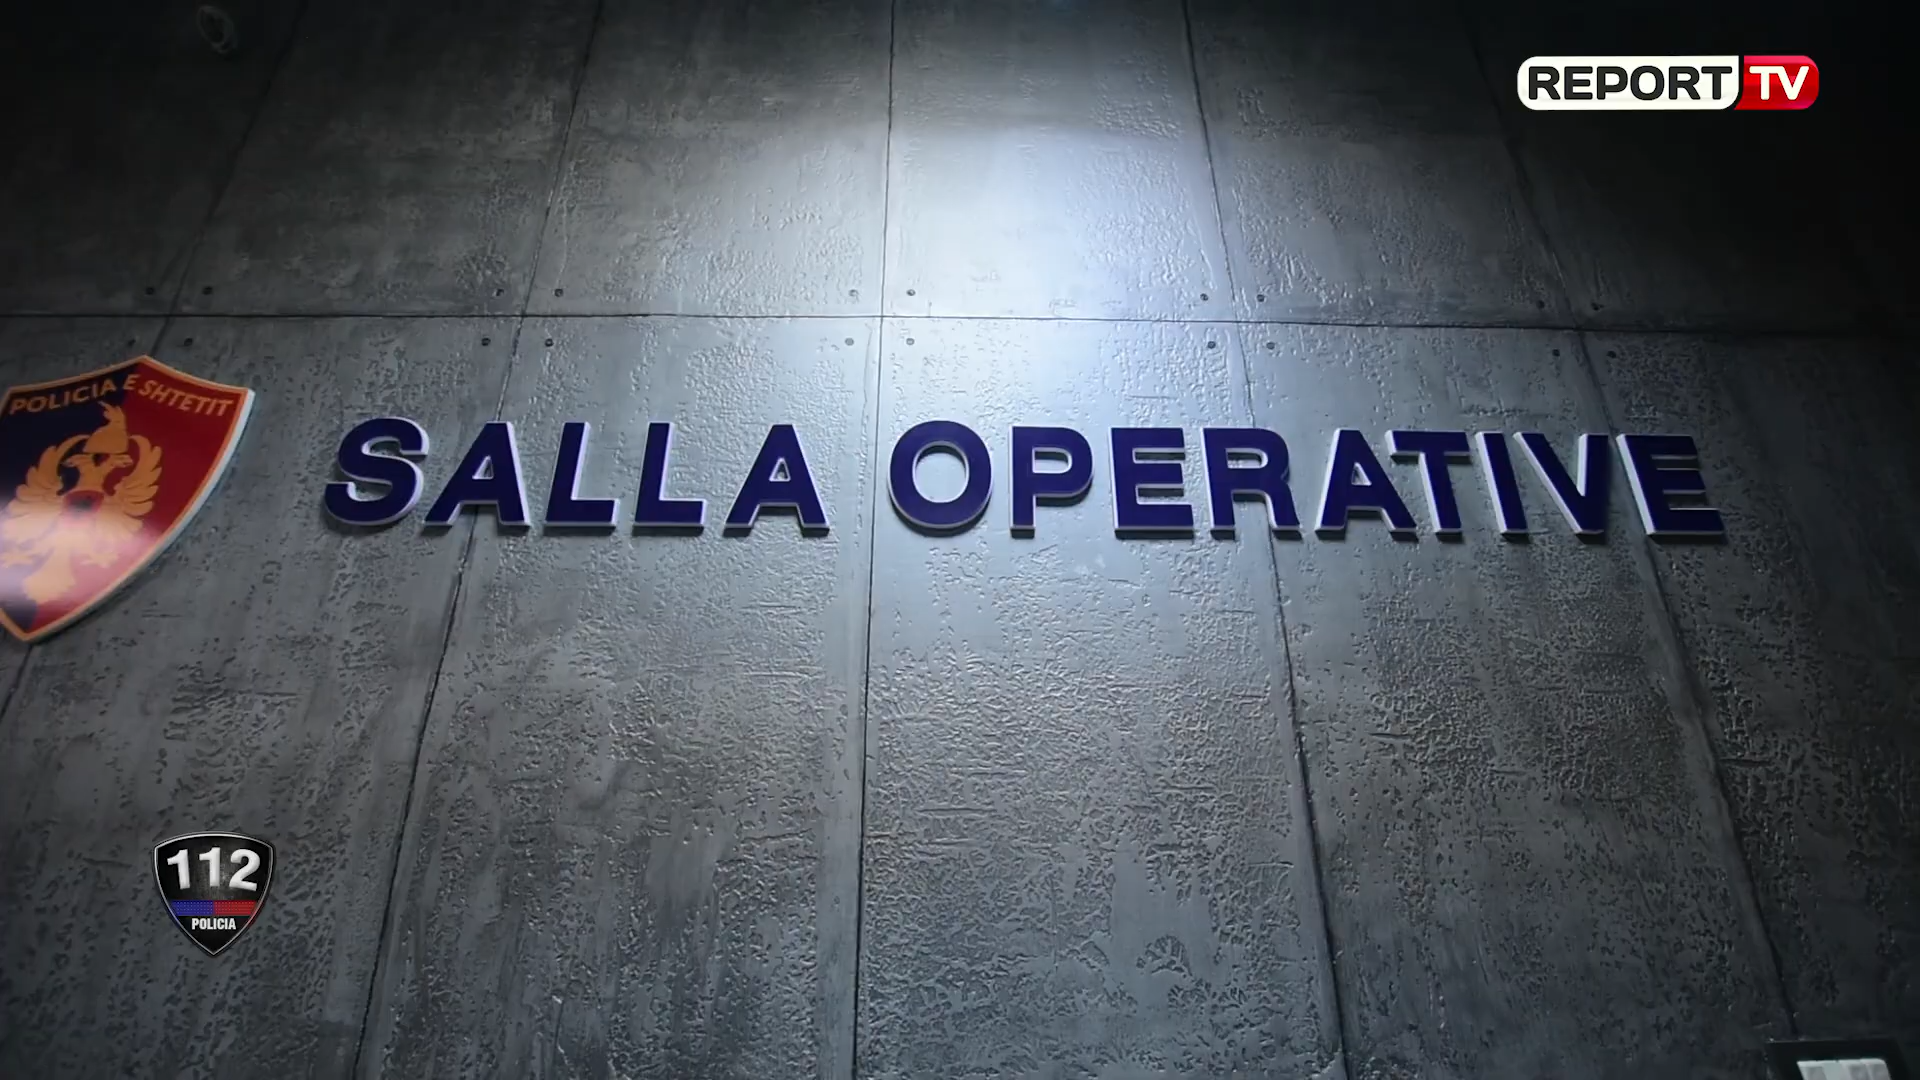 REPORT TV
POLICIA E SHTETIT
SALLA OPERATIVE
112
POLICIA